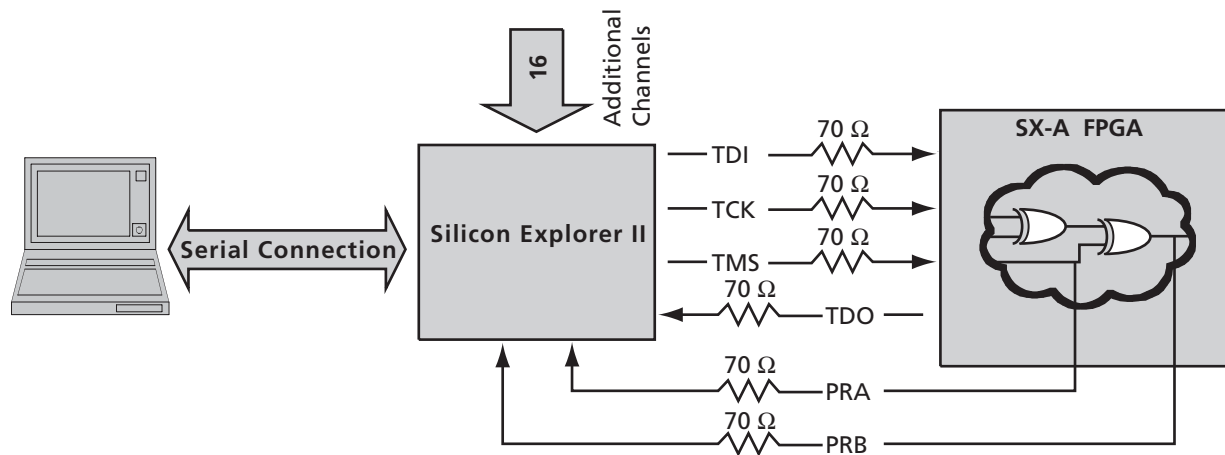 16
Additional
Channels
Serial Connection
Silicon Explorer II
70 Ω
TDI
70 Ω
TCK
70 Ω
TMS
70 Ω
TDO
70 Ω
PRA
70 Ω
PRB
SX-A FPGA